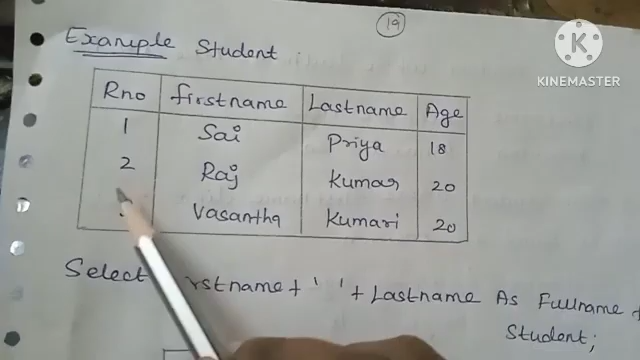 19
Example Student :
KINEMASTER
Rno firstname Lastname Age
1 Sai Priya 18
2 Raj Kumar 20
Vasantha Kumari 20
Select rstname + ' ' + Lastname As Fullname
Student;